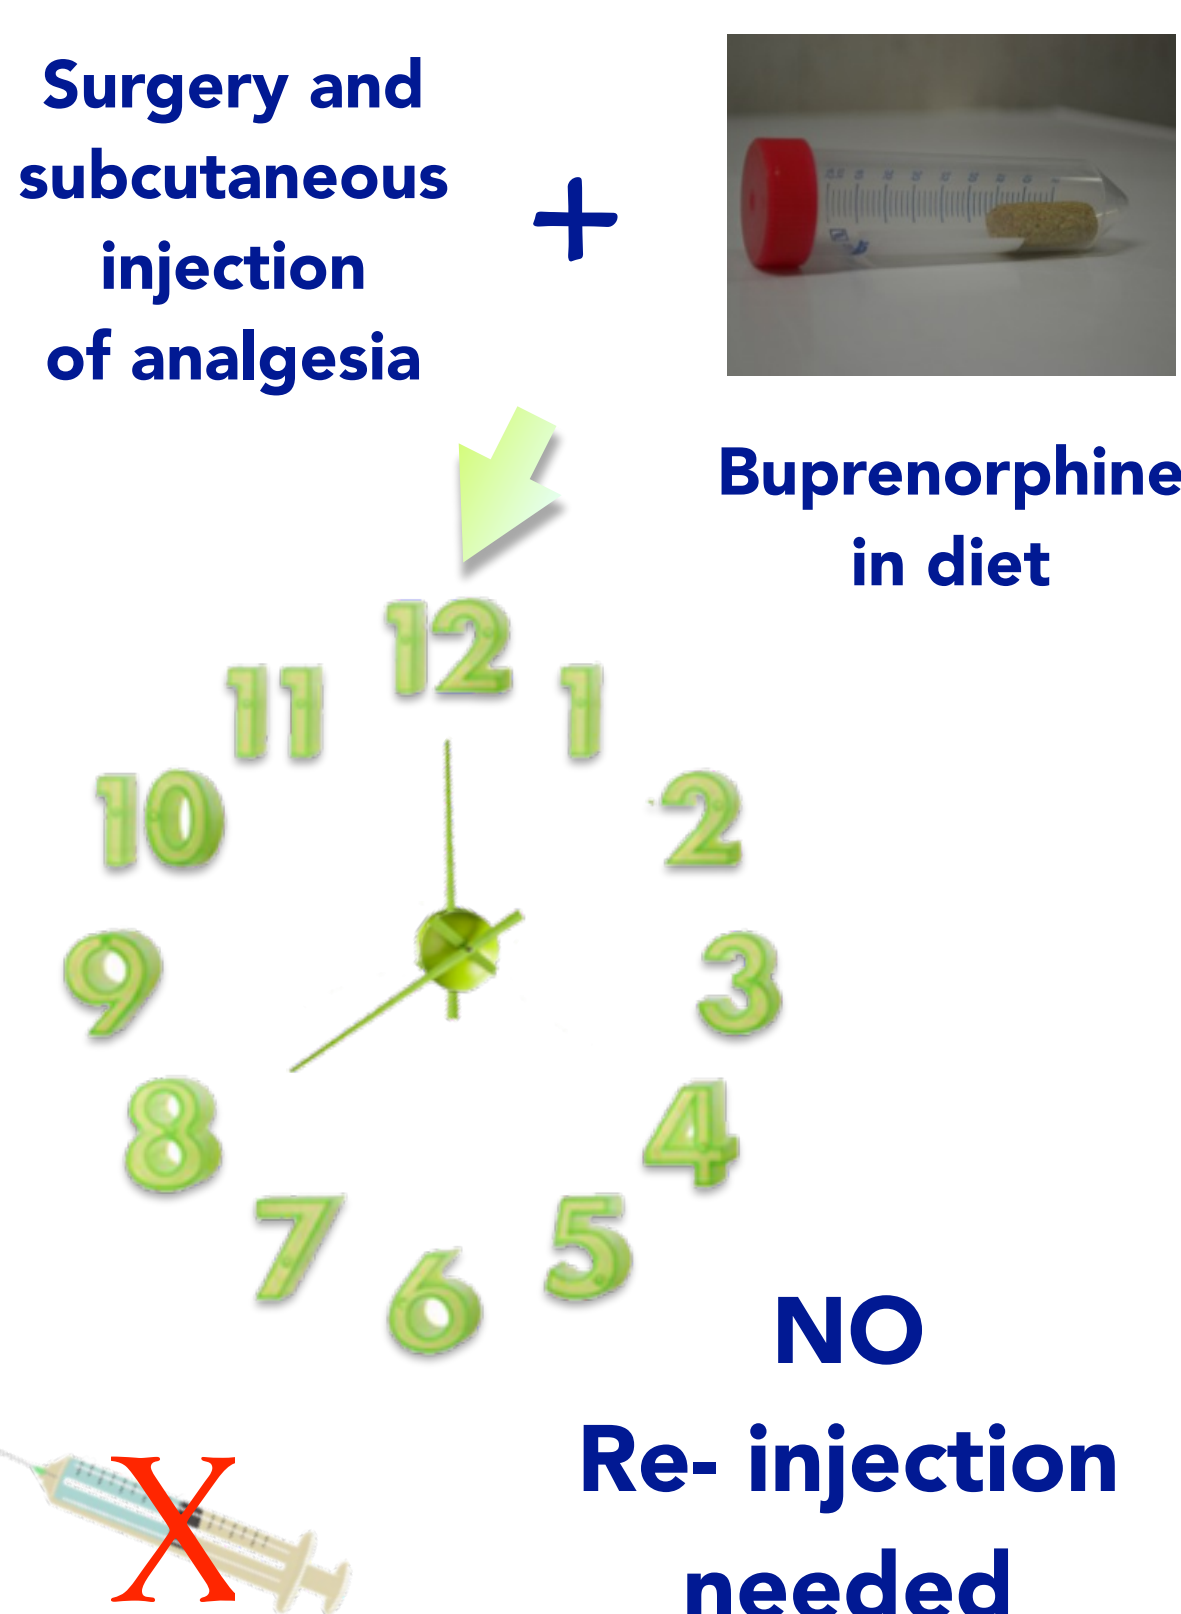 Surgery and
subcutaneous
injection
of analgesia
+
Buprenorphine
in diet
12
11
1
10
2
9
3
8
4
7
5
6
NO
Re- injection
needed
X